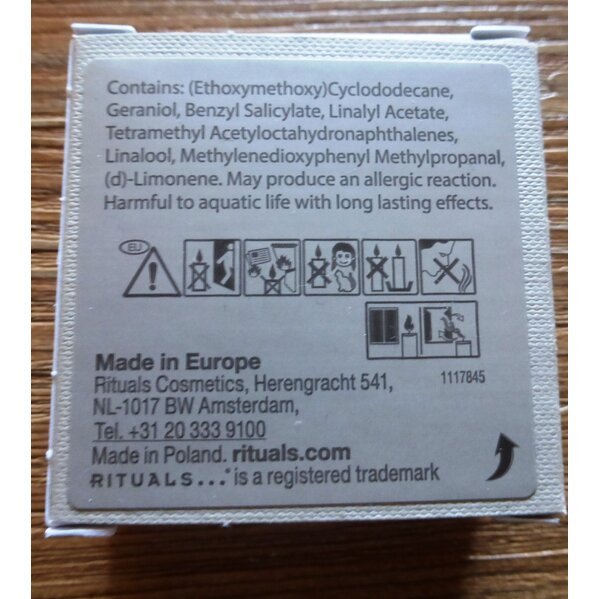 Contains: (Ethoxymethoxy)Cyclododecane,
Geraniol, Benzyl Salicylate, Linalyl Acetate,
Tetramethyl Acetyloctahydronaphthalenes,
Linalool, Methylenedioxyphenyl Methylpropanal,
(d)-Limonene. May produce an allergic reaction.
Harmful to aquatic life with long lasting effects.
EU
Made in Europe
Rituals Cosmetics, Herengracht 541,
1117845
NL-1017 BW Amsterdam,
Tel. +31 20 333 9100
Made in Poland. rituals.com
RITUALS...® is a registered trademark